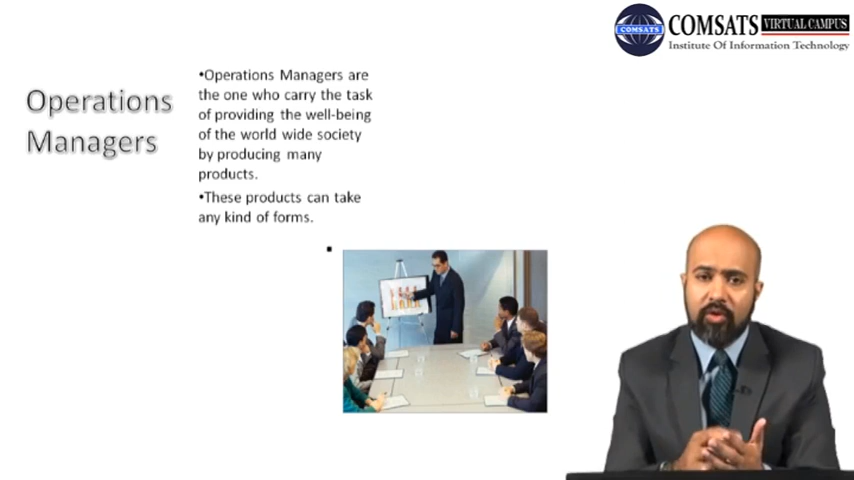 COMSATS VIRTUAL CAMPUS
COMSATS
Institute Of Information Technology
Operations
Managers
•Operations Managers are
the one who carry the task
of providing the well-being
of the world wide society
by producing many
products.
•These products can take
any kind of forms.